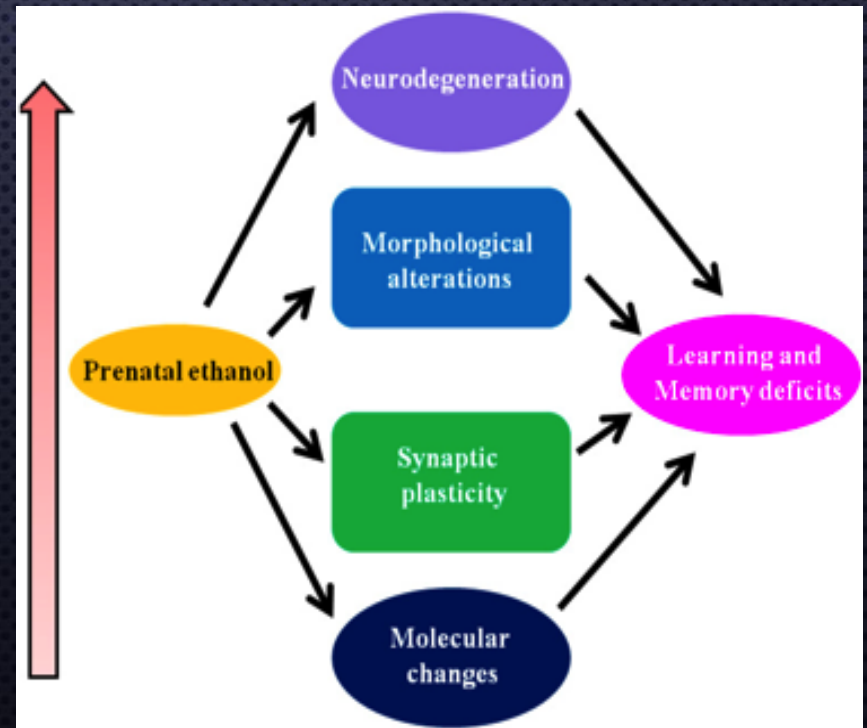 Neurodegeneration
Morphological
alterations
Prenatal ethanol
Learning and
Memory deficits
Synaptic
plasticity
Molecular
changes